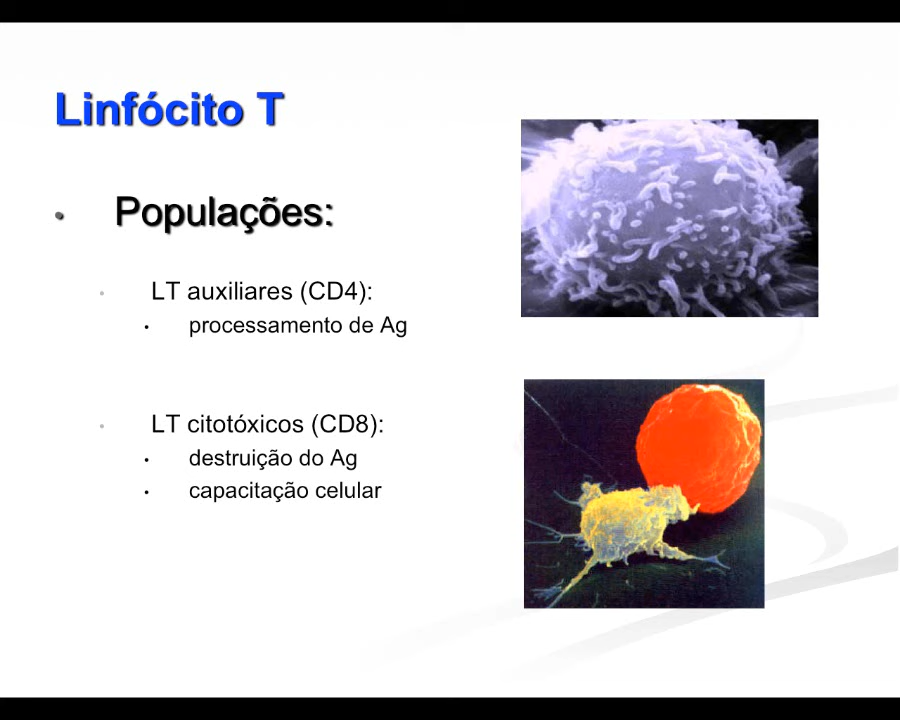 Linfócito T
• Populações:
• LT auxiliares (CD4):
• processamento de Ag
• LT citotóxicos (CD8):
• destruição do Ag
• capacitação celular